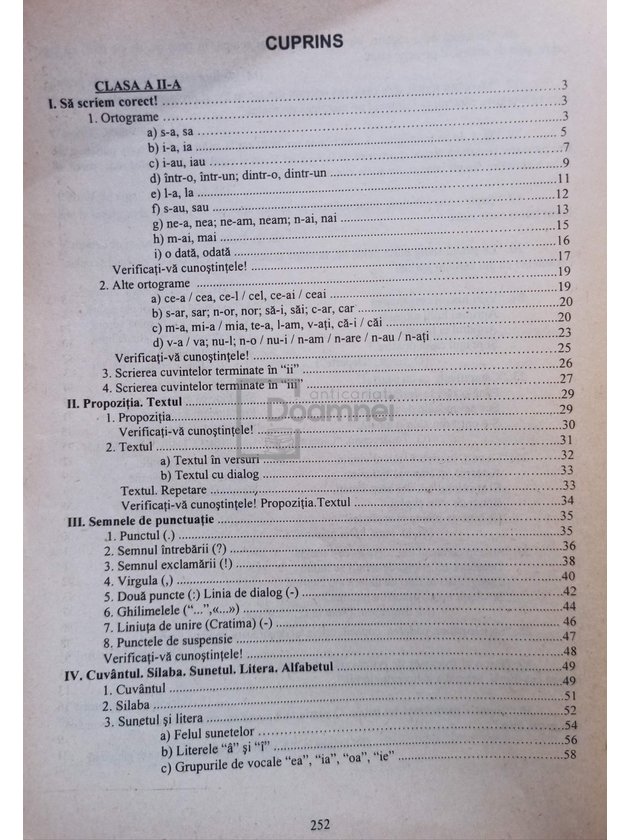 CUPRINS
CLASA A II-A
I. Să scriem corect! ........ 3
1. Ortograme ........ 3
a) s-a, sa ........ 3
b) i-a, ia ........ 5
c) i-au, iau ........ 7
d) într-o, într-un; dintr-o, dintr-un ........ 9
e) l-a, la ........ 11
f) s-au, sau ........ 12
g) ne-a, nea; ne-am, neam; n-ai, nai ........ 13
h) m-ai, mai ........ 15
i) o dată, odată ........ 16
Verificați-vă cunoștințele! ........ 17
2. Alte ortograme ........ 19
a) ce-a / cea, ce-l / cel, ce-ai / ceai ........ 19
b) s-ar, sar; n-or, nor; să-i, săi; c-ar, car ........ 20
c) m-a, mi-a / mia, te-a, l-am, v-ați, că-i / căi ........ 20
d) v-a / va; nu-l; n-o / nu-i / n-am / n-are / n-au / n-ați ........ 23
Verificați-vă cunoștințele! ........ 25
3. Scrierea cuvintelor terminate în “ii” ........ 26
4. Scrierea cuvintelor terminate în “iii” ........ 27
II. Propoziția. Textul ........ 29
1. Propoziția ........ 29
Verificați-vă cunoștințele! ........ 30
2. Textul ........ 31
a) Textul în versuri ........ 32
b) Textul cu dialog ........ 33
Textul. Repetare ........ 33
Verificați-vă cunoștințele! Propoziția.Textul ........ 34
III. Semnele de punctuație ........ 35
1. Punctul (.) ........ 35
2. Semnul întrebării (?) ........ 36
3. Semnul exclamării (!) ........ 38
4. Virgula (,) ........ 40
5. Două puncte (:) Linia de dialog (-) ........ 42
6. Ghilimelele (“...”,«...») ........ 44
7. Liniuța de unire (Cratima) (-) ........ 46
8. Punctele de suspensie ........ 47
Verificați-vă cunoștințele! ........ 48
IV. Cuvântul. Silaba. Sunetul. Litera. Alfabetul ........ 49
1. Cuvântul ........ 49
2. Silaba ........ 51
3. Sunetul și litera ........ 52
a) Felul sunetelor ........ 54
b) Literele “â” și “î” ........ 56
c) Grupurile de vocale “ea”, “ia”, “oa”, “ie” ........ 58
252
anticariat
Doamnei